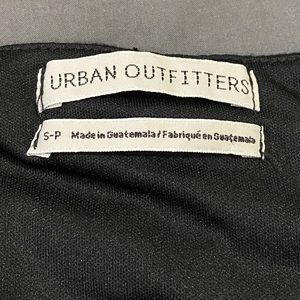 URBAN OUTFITTERS
S-P Made in Guatemala / Fabriqué en Guatemala